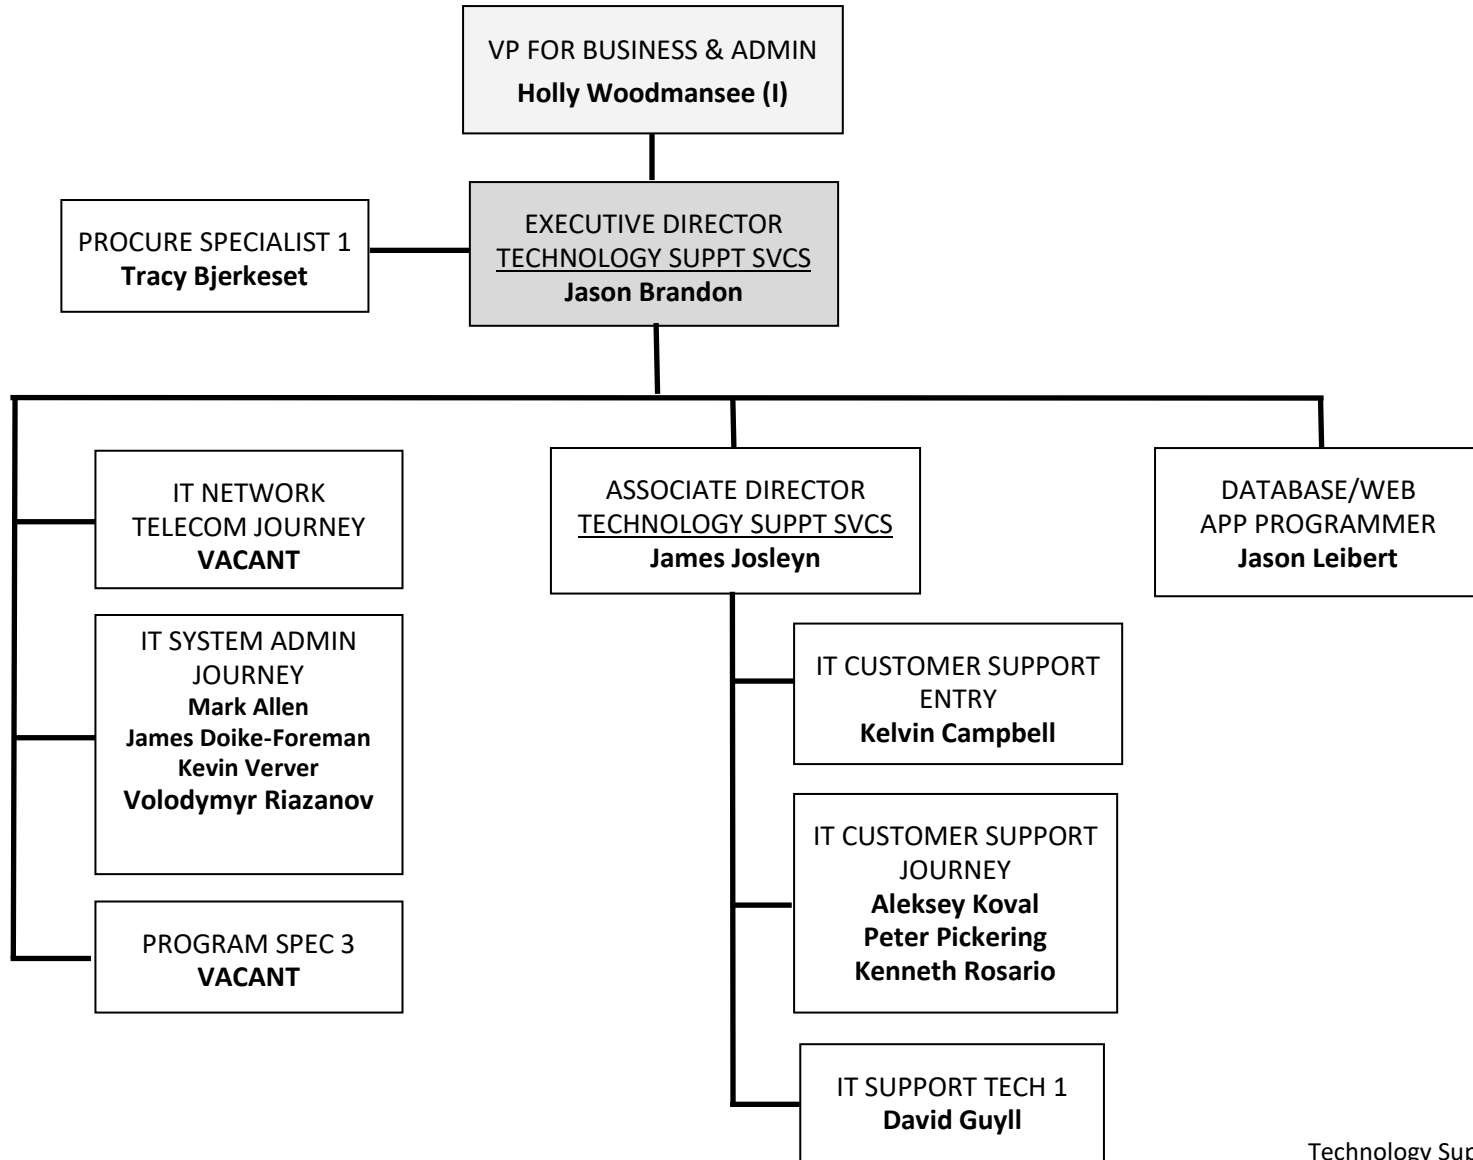 VP FOR BUSINESS & ADMIN
Holly Woodmansee (I)
PROCURE SPECIALIST 1
Tracy Bjerkeset
EXECUTIVE DIRECTOR
TECHNOLOGY SUPPT SVCS
Jason Brandon
IT NETWORK
TELECOM JOURNEY
VACANT
IT SYSTEM ADMIN
JOURNEY
Mark Allen
James Doike-Foreman
Kevin Verver
Volodymyr Riazanov
PROGRAM SPEC 3
VACANT
ASSOCIATE DIRECTOR
TECHNOLOGY SUPPT SVCS
James Josleyn
IT CUSTOMER SUPPORT
ENTRY
Kelvin Campbell
IT CUSTOMER SUPPORT
JOURNEY
Aleksey Koval
Peter Pickering
Kenneth Rosario
IT SUPPORT TECH 1
David Guyll
DATABASE/WEB
APP PROGRAMMER
Jason Leibert
Technology Sup